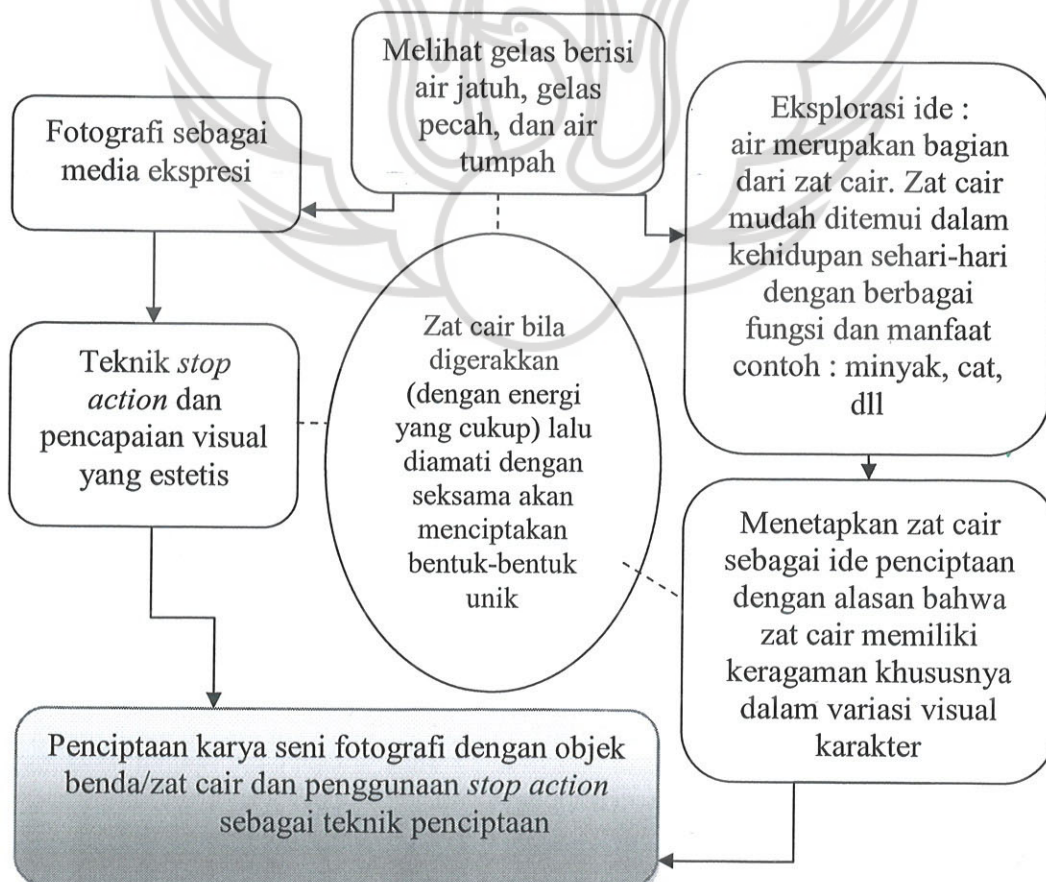 Melihat gelas berisi
air jatuh, gelas
pecah, dan air
tumpah
Fotografi sebagai
media ekspresi
Eksplorasi ide :
air merupakan bagian
dari zat cair. Zat cair
mudah ditemui dalam
kehidupan sehari-hari
dengan berbagai
fungsi dan manfaat
contoh : minyak, cat,
dll
Teknik stop
action dan
pencapaian visual
yang estetis
Zat cair bila
digerakkan
(dengan energi
yang cukup) lalu
diamati dengan
seksama akan
menciptakan
bentuk-bentuk
unik
Menetapkan zat cair
sebagai ide penciptaan
dengan alasan bahwa
zat cair memiliki
keragaman khususnya
dalam variasi visual
karakter
Penciptaan karya seni fotografi dengan objek
benda/zat cair dan penggunaan stop action
sebagai teknik penciptaan